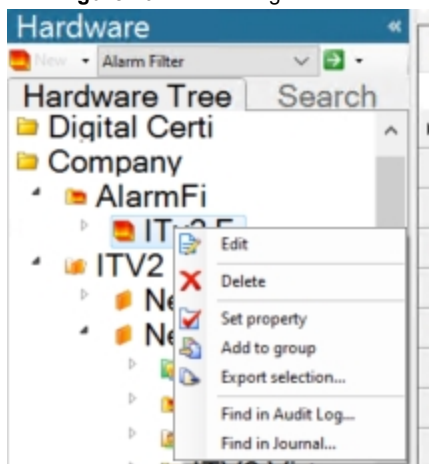 Hardware «
New Alarm Filter
Hardware Tree Search
Digital Certi
Company
AlarmFi
Edit
ITV2
Delete
Set property
Add to group
Export selection...
Find in Audit Log...
Find in Journal...